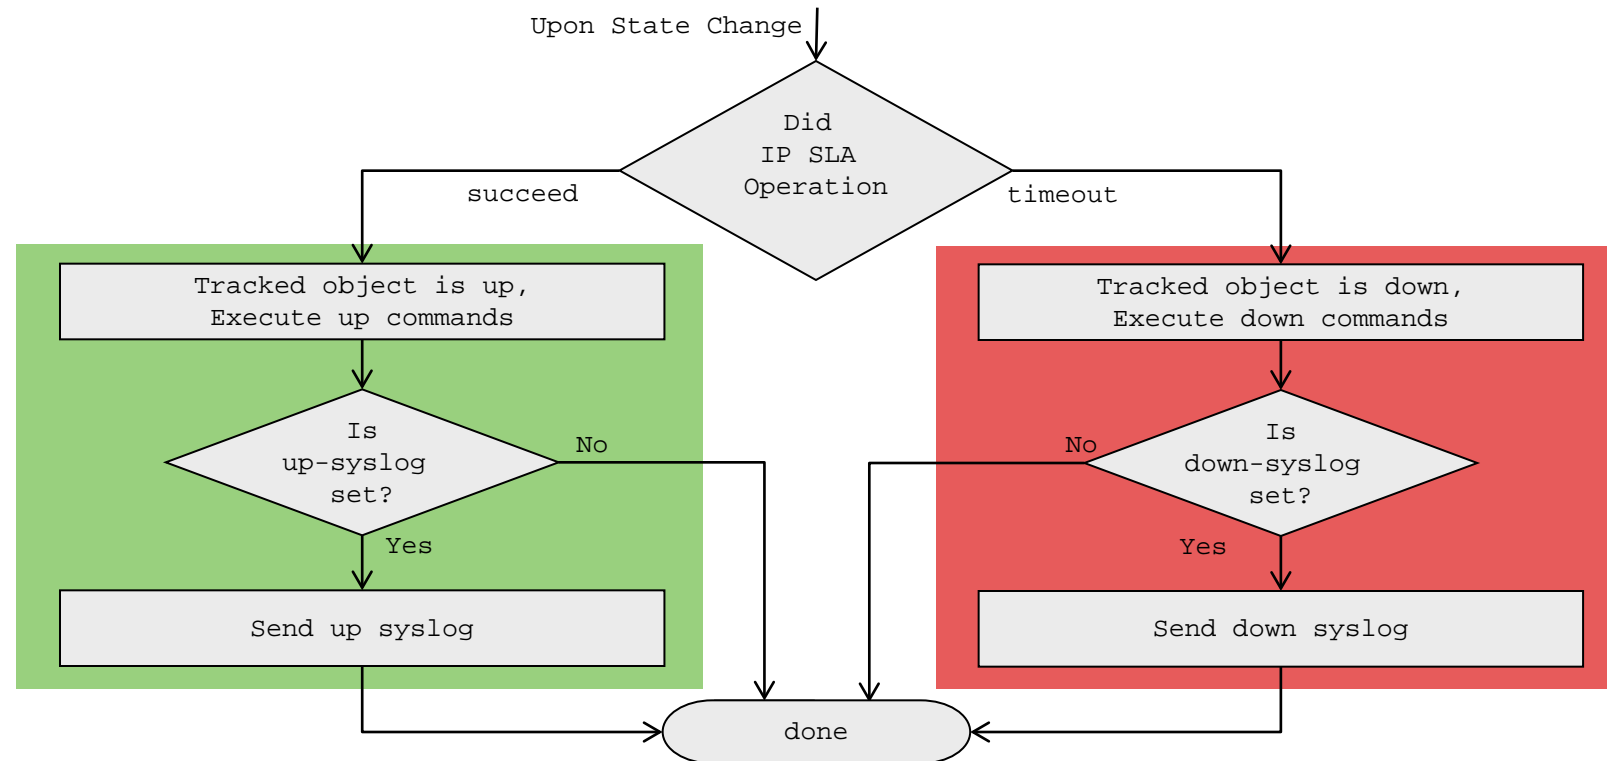 Upon State Change
Did
IP SLA
Operation
succeed
timeout
Tracked object is up,
Execute up commands
Tracked object is down,
Execute down commands
Is
up-syslog
set?
No
Yes
No
Is
down-syslog
set?
Yes
Send up syslog
Send down syslog
done